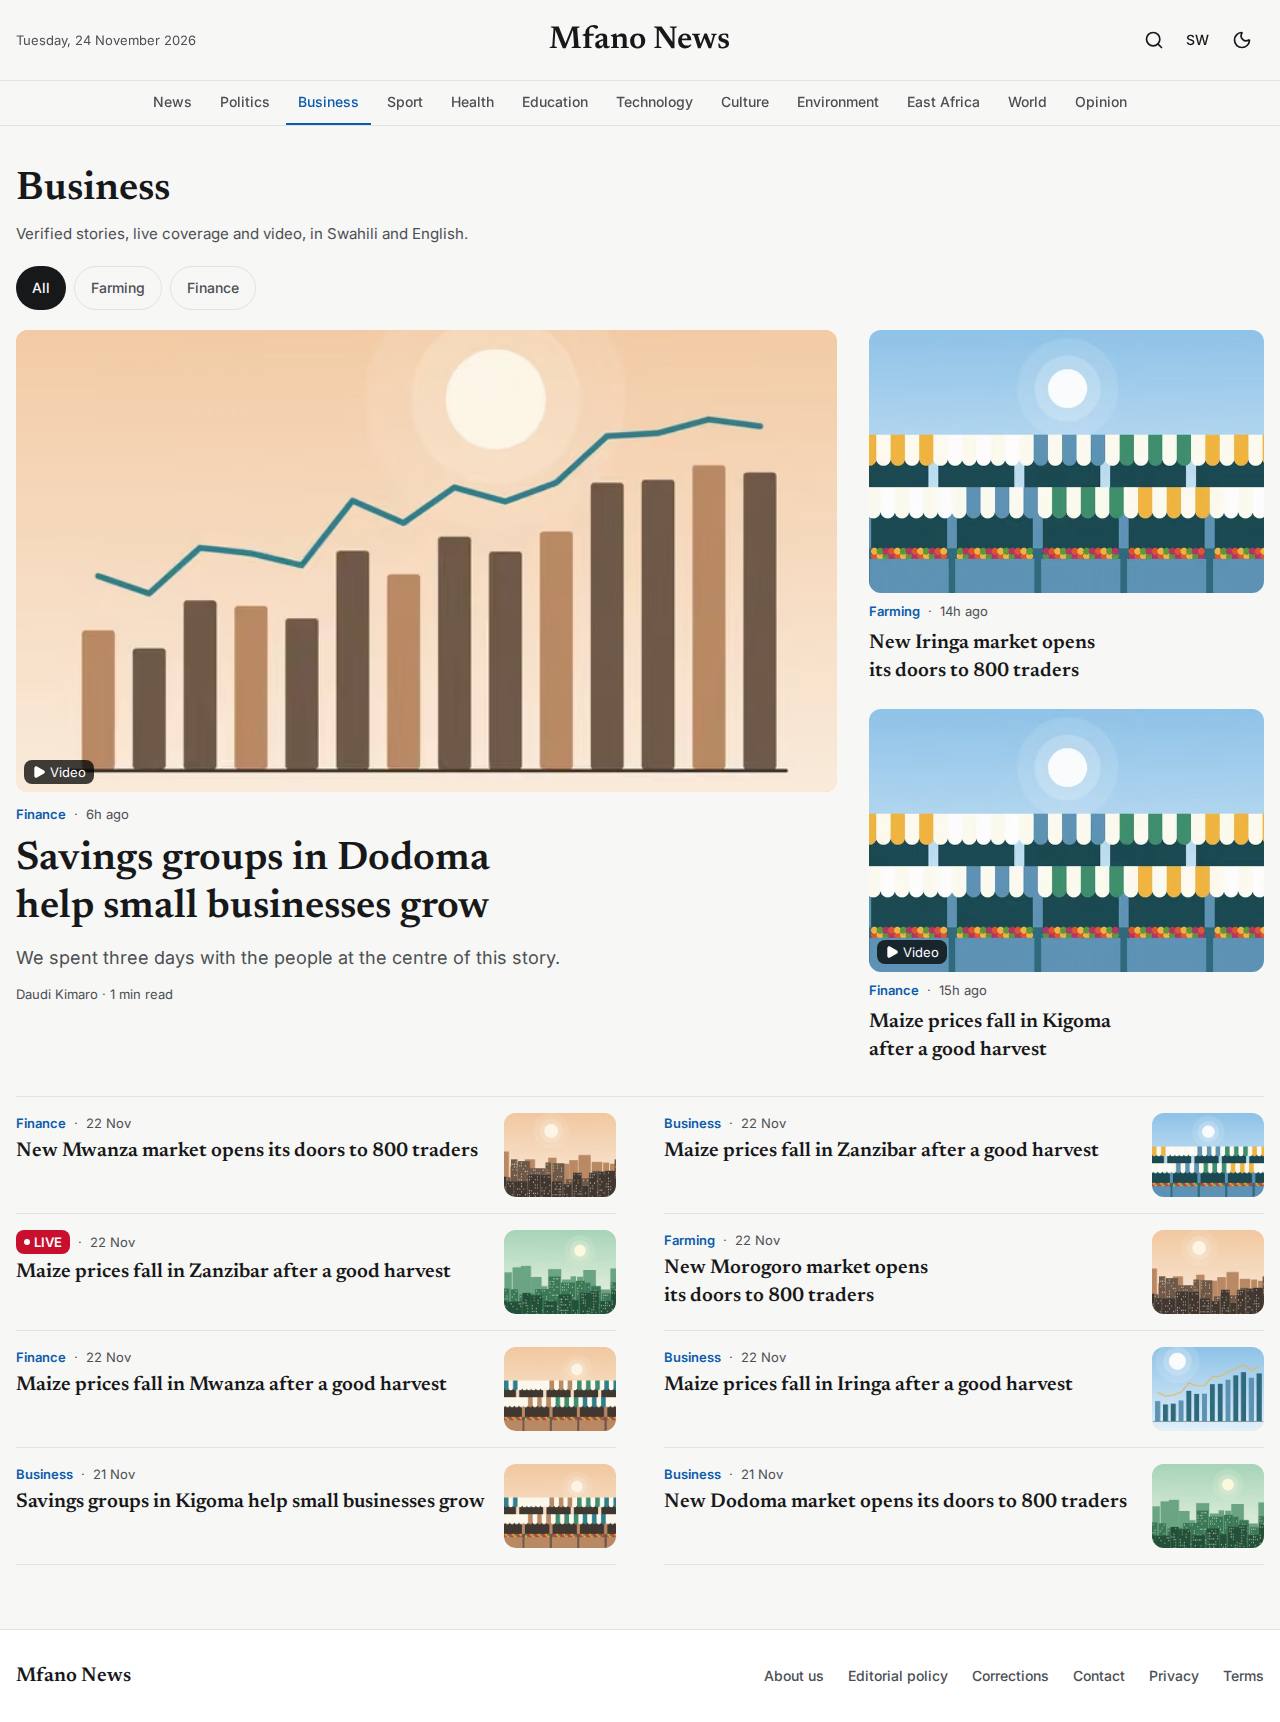 Tuesday, 24 November 2026
Mfano News
SW
News
Politics
Business
Sport
Health
Education
Technology
Culture
Environment
East Africa
World
Opinion
Business
Verified stories, live coverage and video, in Swahili and English.
All
Farming
Finance
Video
Finance · 6h ago
Savings groups in Dodoma
help small businesses grow
We spent three days with the people at the centre of this story.
Daudi Kimaro · 1 min read
Farming · 14h ago
New Iringa market opens
its doors to 800 traders
Video
Finance · 15h ago
Maize prices fall in Kigoma
after a good harvest
Finance · 22 Nov
New Mwanza market opens its doors to 800 traders
Business · 22 Nov
Maize prices fall in Zanzibar after a good harvest
LIVE · 22 Nov
Maize prices fall in Zanzibar after a good harvest
Farming · 22 Nov
New Morogoro market opens
its doors to 800 traders
Finance · 22 Nov
Maize prices fall in Mwanza after a good harvest
Business · 22 Nov
Maize prices fall in Iringa after a good harvest
Business · 21 Nov
Savings groups in Kigoma help small businesses grow
Business · 21 Nov
New Dodoma market opens its doors to 800 traders
Mfano News
About us
Editorial policy
Corrections
Contact
Privacy
Terms